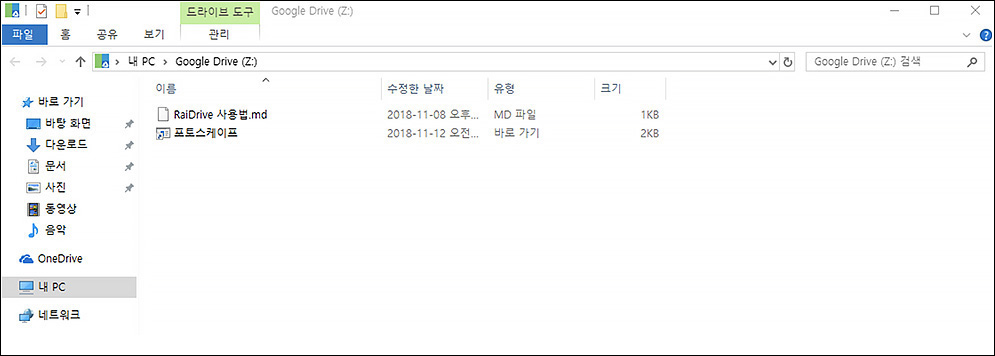 드라이브 도구 Google Drive (Z:)
파일 홈 공유 보기 관리
내 PC Google Drive (Z:) Google Drive (Z:) 검색
이름 수정한 날짜 유형 크기
RaiDrive 사용법.md 2018-11-08 오후... MD 파일 1KB
포토스케이프 2018-11-12 오전... 바로 가기 2KB
바로 가기
바탕 화면
다운로드
문서
사진
동영상
음악
OneDrive
내 PC
네트워크